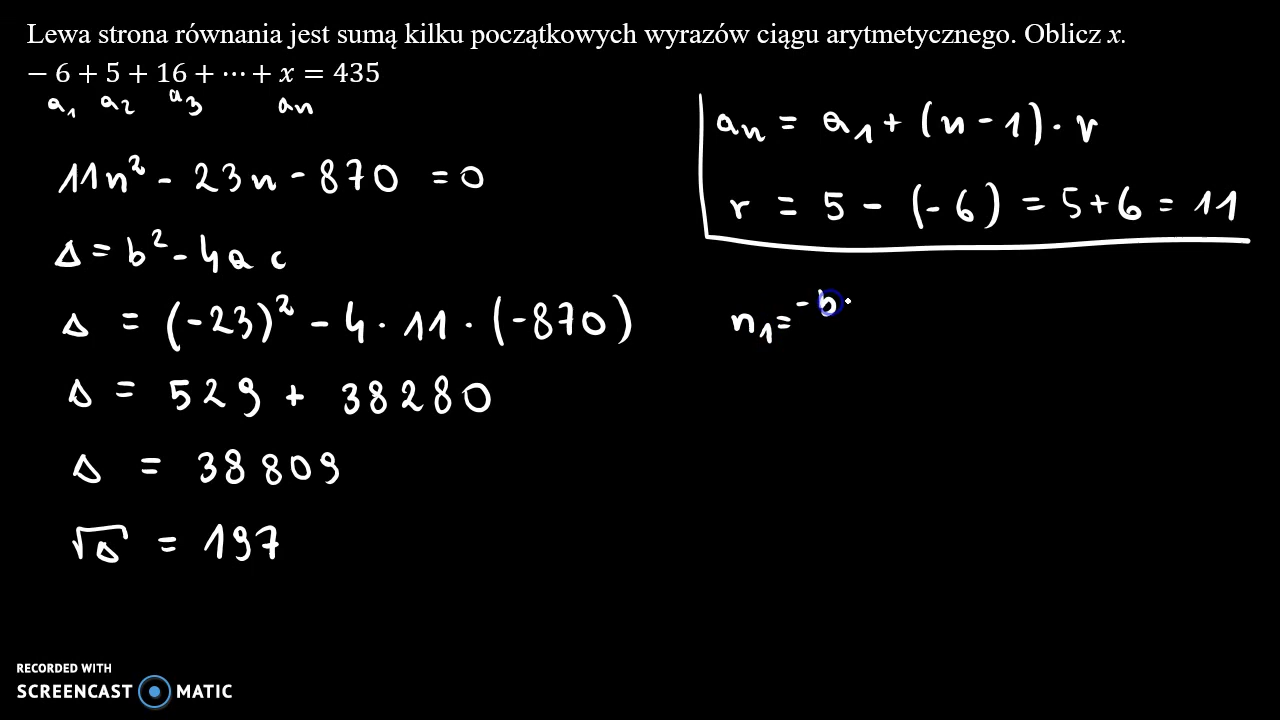 Lewa strona równania jest sumą kilku początkowych wyrazów ciągu arytmetycznego. Oblicz x.
− 6 + 5 + 16 + ⋯ + x = 435
a₁ a₂ a₃ an
11n² - 23n - 870 = 0
Δ = b² - 4ac
Δ = (-23)² - 4 · 11 · (-870)
Δ = 529 + 38280
Δ = 38809
√Δ = 197
an = a₁ + (n - 1) · r
r = 5 - (-6) = 5 + 6 = 11
n₁ = -b
RECORDED WITH
SCREENCAST MATIC